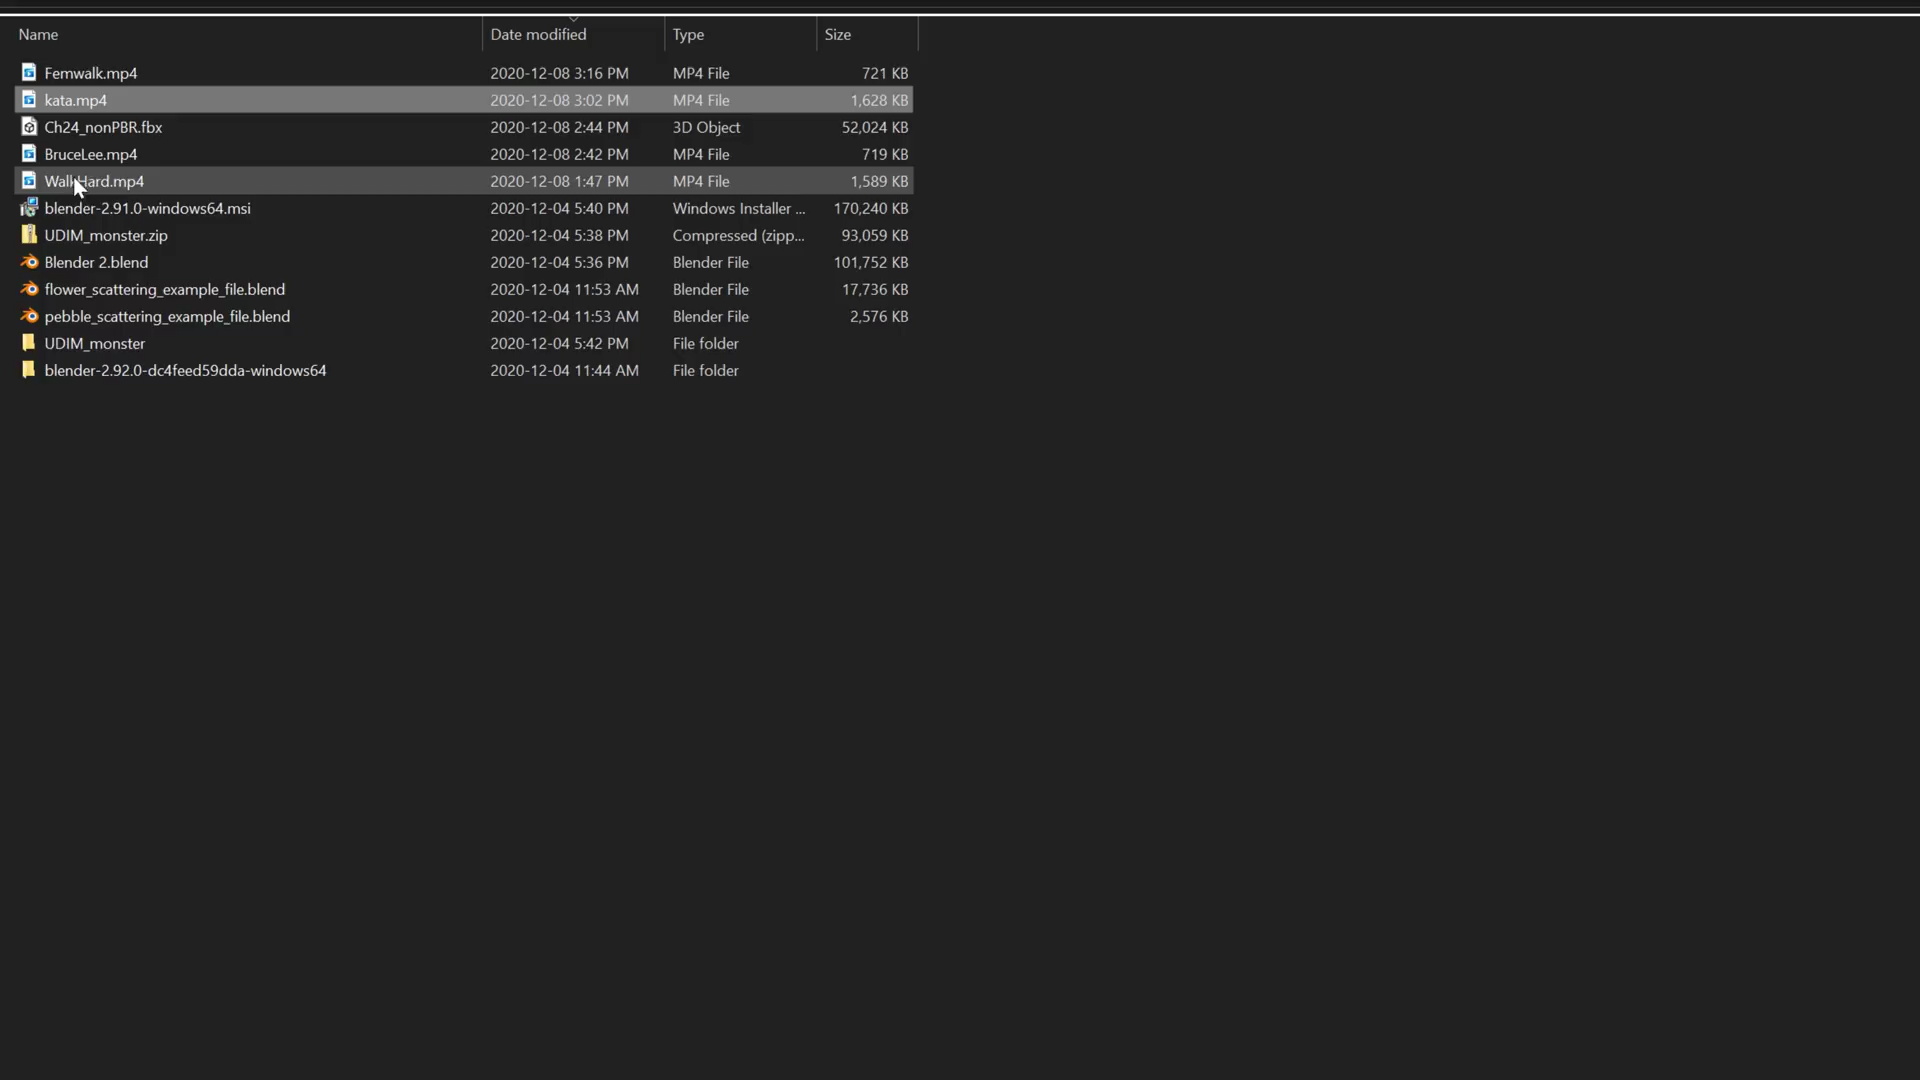 Name Date modified Type Size
Femwalk.mp4 2020-12-08 3:16 PM MP4 File 721 KB
kata.mp4 2020-12-08 3:02 PM MP4 File 1,628 KB
Ch24_nonPBR.fbx 2020-12-08 2:44 PM 3D Object 52,024 KB
BruceLee.mp4 2020-12-08 2:42 PM MP4 File 719 KB
WalkHard.mp4 2020-12-08 1:47 PM MP4 File 1,589 KB
blender-2.91.0-windows64.msi 2020-12-04 5:40 PM Windows Installer ... 170,240 KB
UDIM_monster.zip 2020-12-04 5:38 PM Compressed (zipp... 93,059 KB
Blender 2.blend 2020-12-04 5:36 PM Blender File 101,752 KB
flower_scattering_example_file.blend 2020-12-04 11:53 AM Blender File 17,736 KB
pebble_scattering_example_file.blend 2020-12-04 11:53 AM Blender File 2,576 KB
UDIM_monster 2020-12-04 5:42 PM File folder
blender-2.92.0-dc4feed59dda-windows64 2020-12-04 11:44 AM File folder